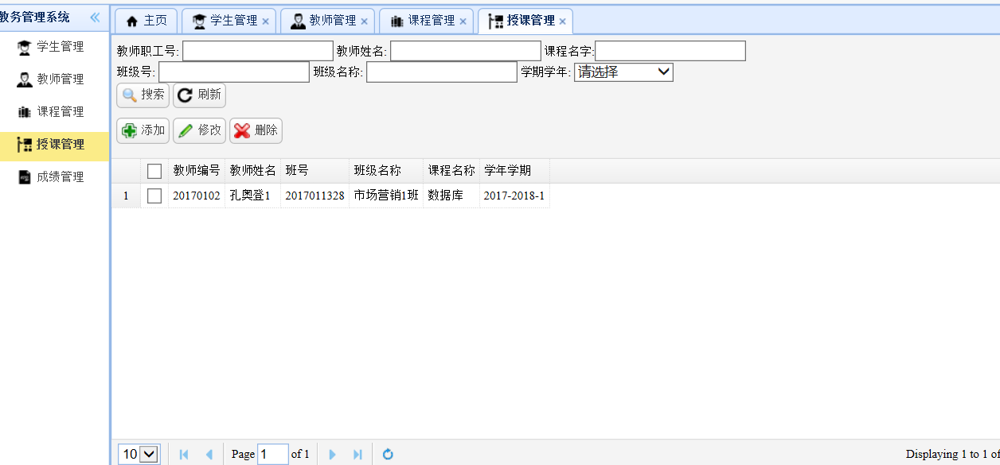 教务管理系统
学生管理
教师管理
课程管理
授课管理
成绩管理
主页 学生管理 教师管理 课程管理 授课管理
教师职工号: 教师姓名: 课程名字:
班级号: 班级名称: 学期学年: 请选择
搜索 刷新
添加 修改 删除
教师编号 教师姓名 班号 班级名称 课程名称 学年学期
1 20170102 孔奥登1 2017011328 市场营销1班 数据库 2017-2018-1
10 Page 1 of 1 Displaying 1 to 1 of